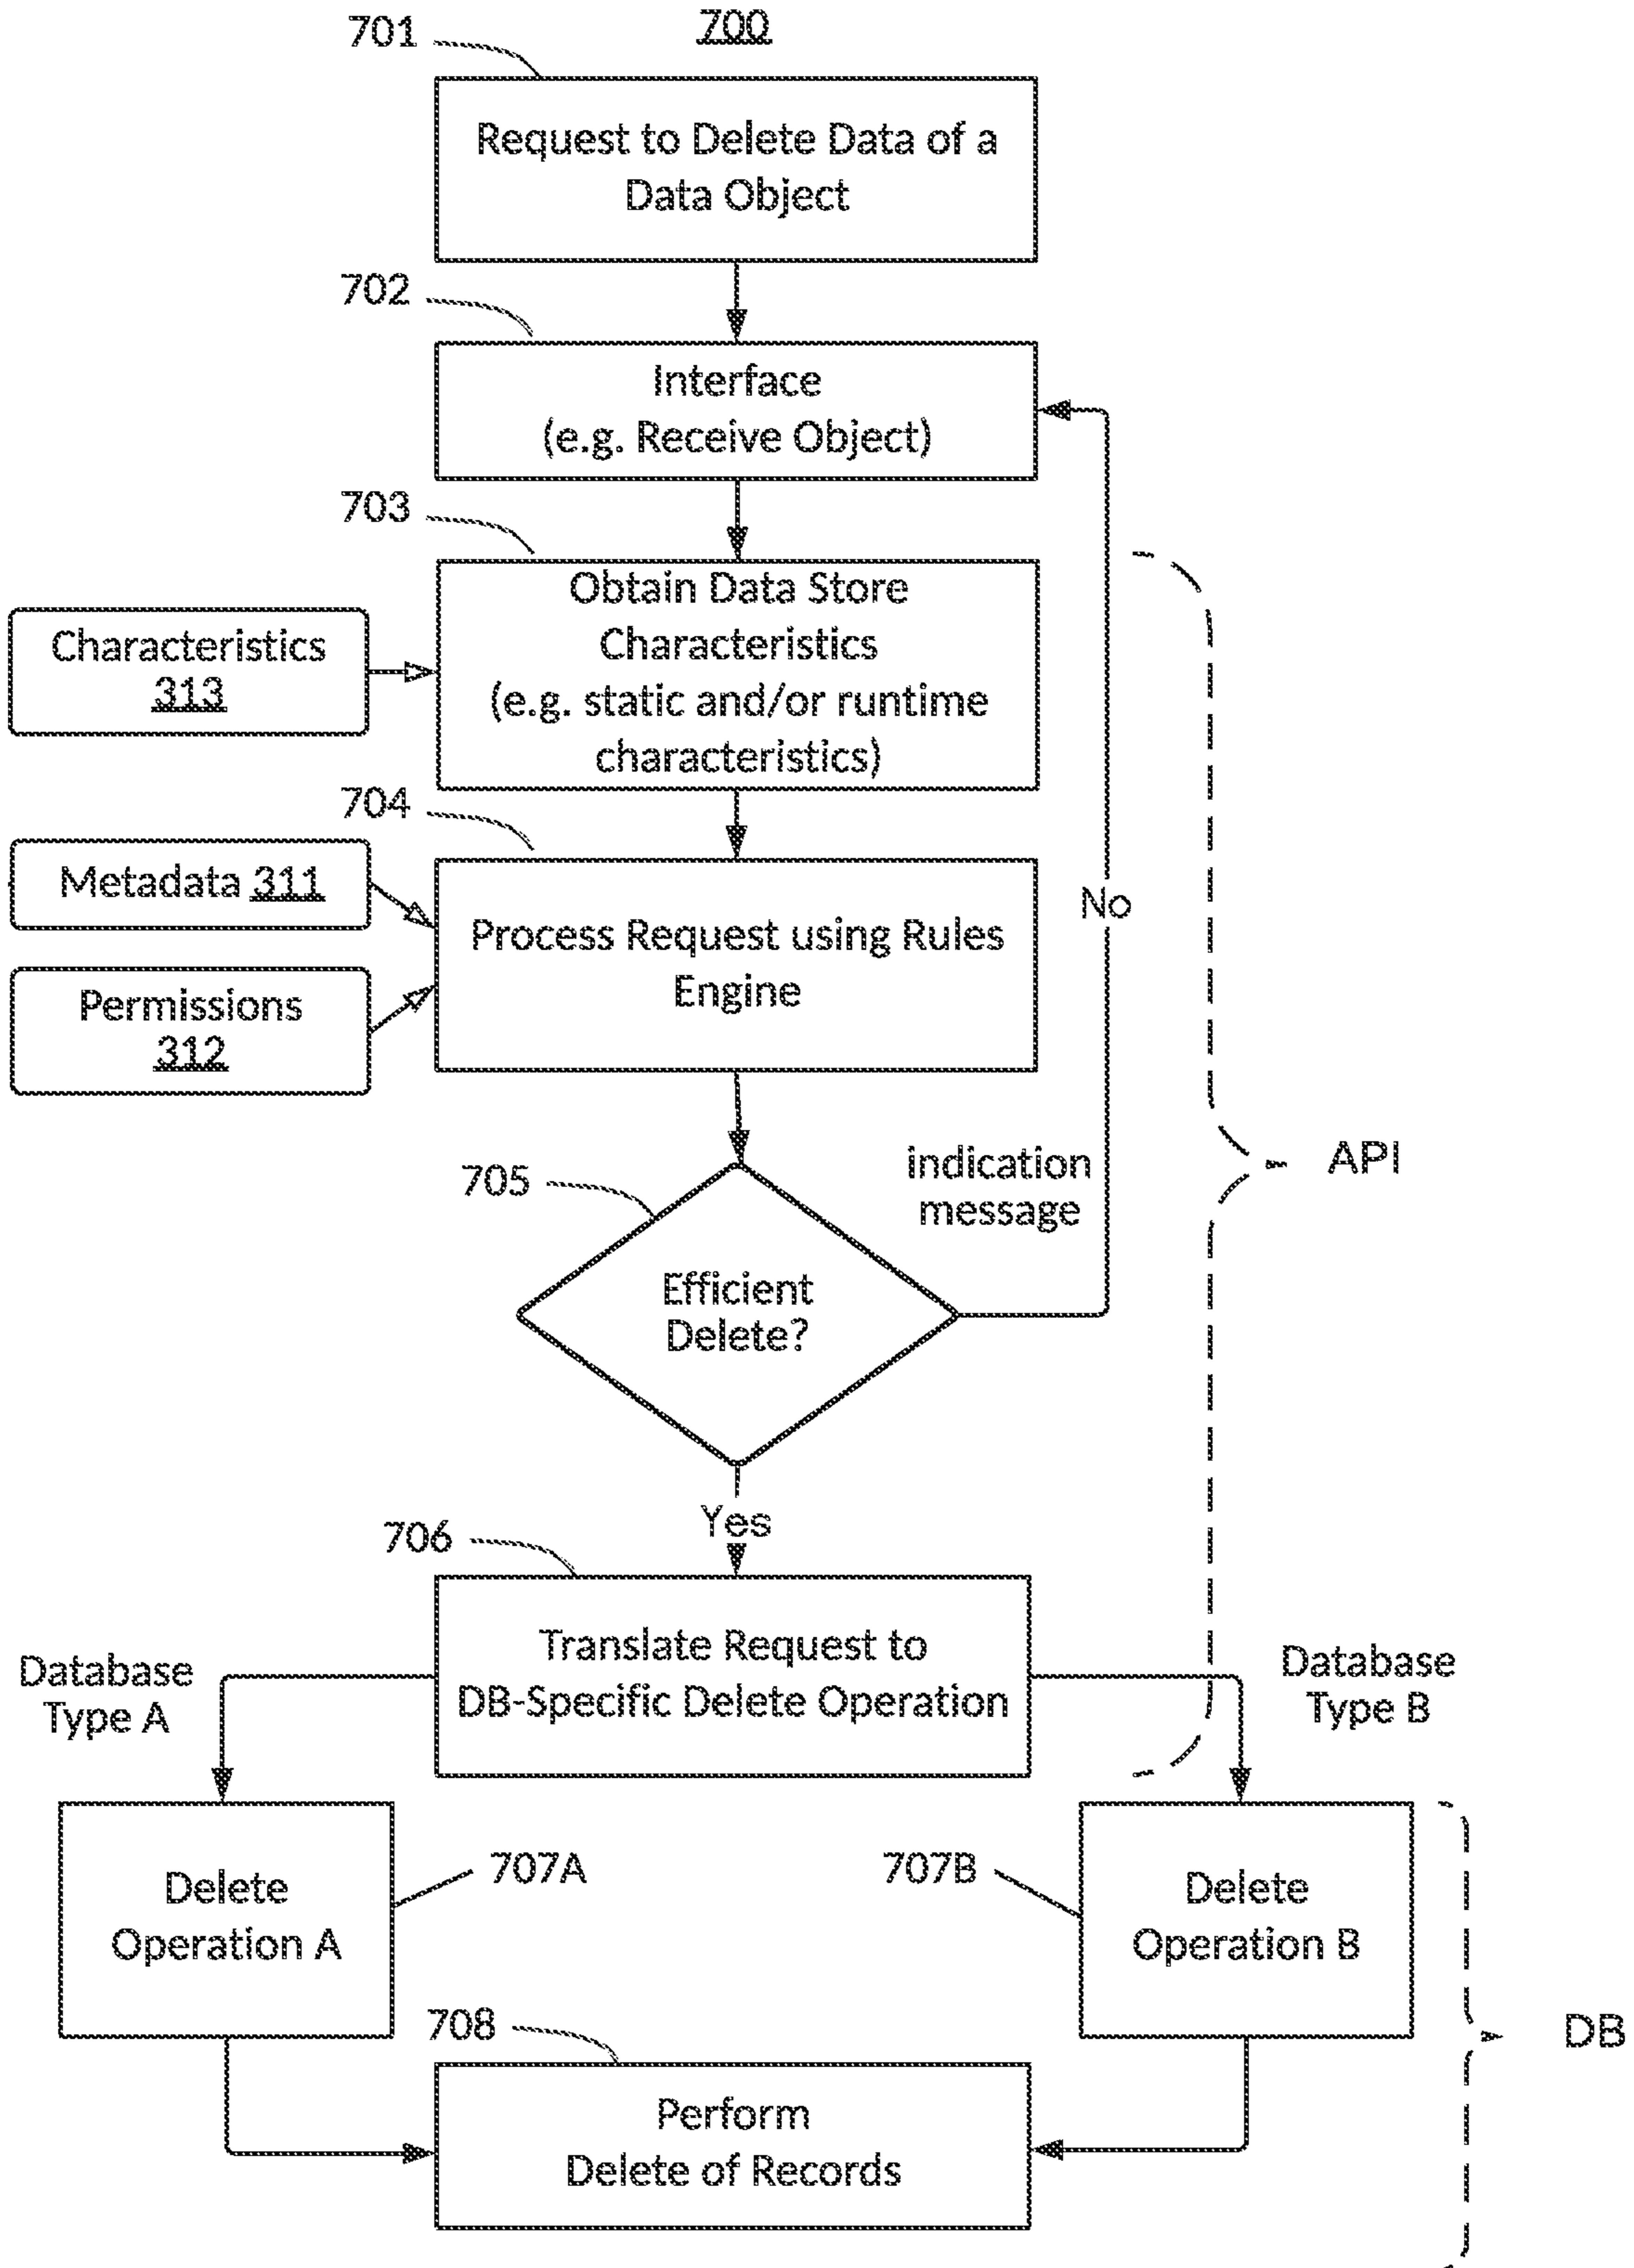 700
701
Request to Delete Data of a
Data Object
702
Interface
(e.g. Receive Object)
703
Obtain Data Store
Characteristics
(e.g. static and/or runtime
characteristics)
Characteristics
313
704
Metadata 311
Process Request using Rules
Engine
Permissions
312
No
indication
message
API
705
Efficient
Delete?
Yes
706
Translate Request to
DB-Specific Delete Operation
Database
Type A
Database
Type B
Delete
Operation A
707A
707B
Delete
Operation B
708
Perform
Delete of Records
DB